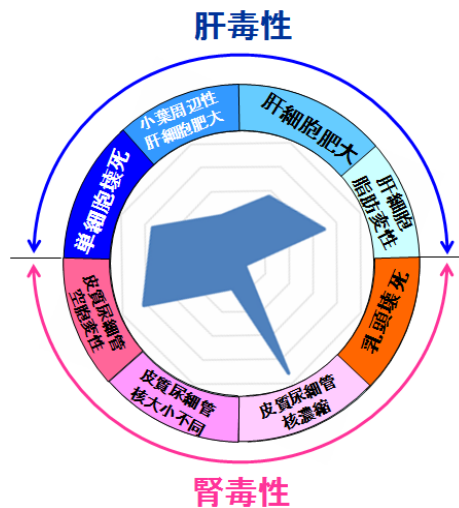 肝毒性
小葉周辺性
肝細胞肥大
肝細胞肥大
肝細胞
脂肪変性
単細胞壊死
皮質尿細管
空胞変性
乳頭壊死
皮質尿細管
核大小不同
皮質尿細管
核濃縮
腎毒性